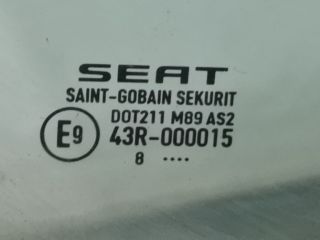 SEAT
SAINT-GOBAIN SEKURIT
DOT211 M89 AS2
E9 43R-000015
8 ....